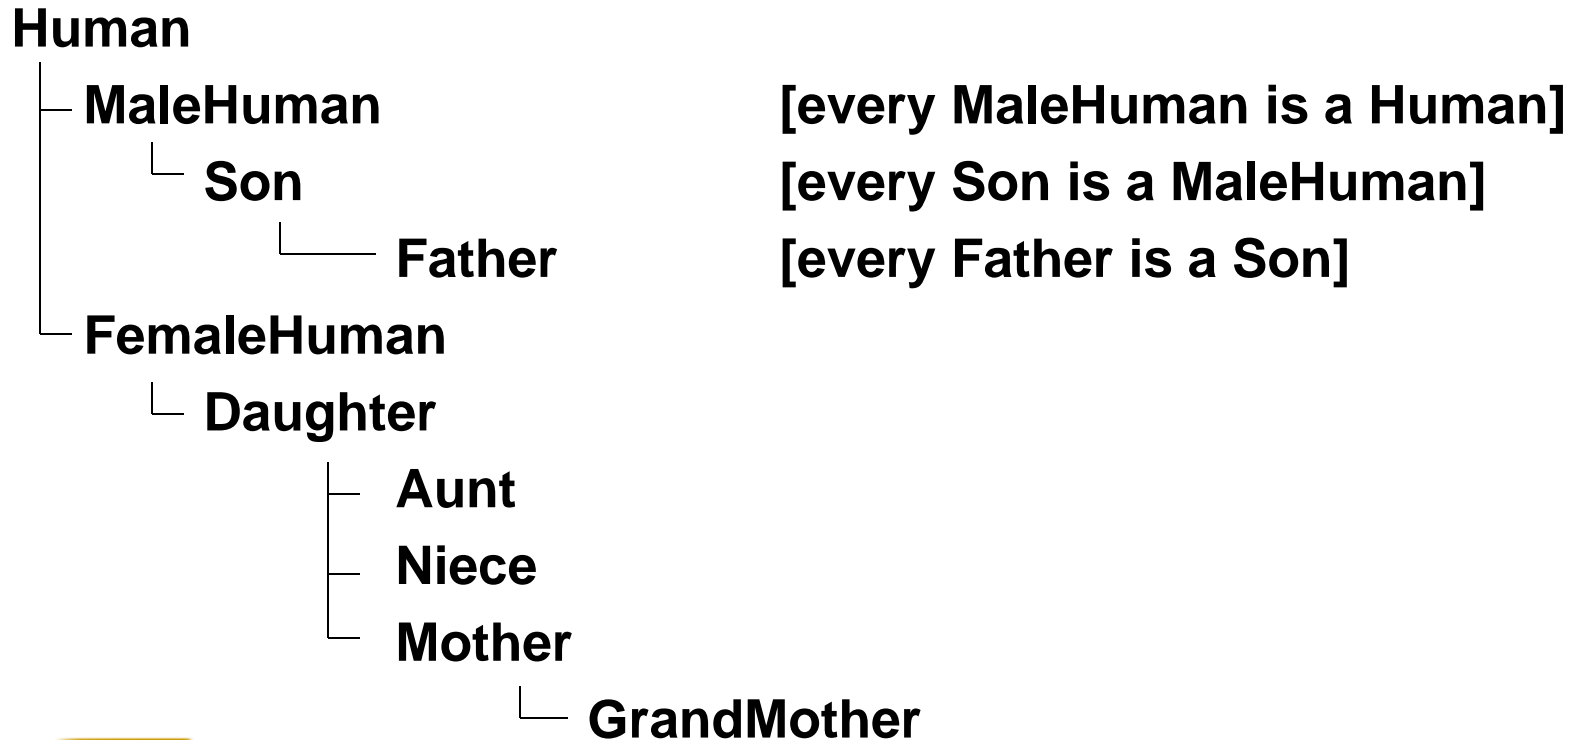 Human
MaleHuman [every MaleHuman is a Human]
Son [every Son is a MaleHuman]
Father [every Father is a Son]
FemaleHuman
Daughter
Aunt
Niece
Mother
GrandMother